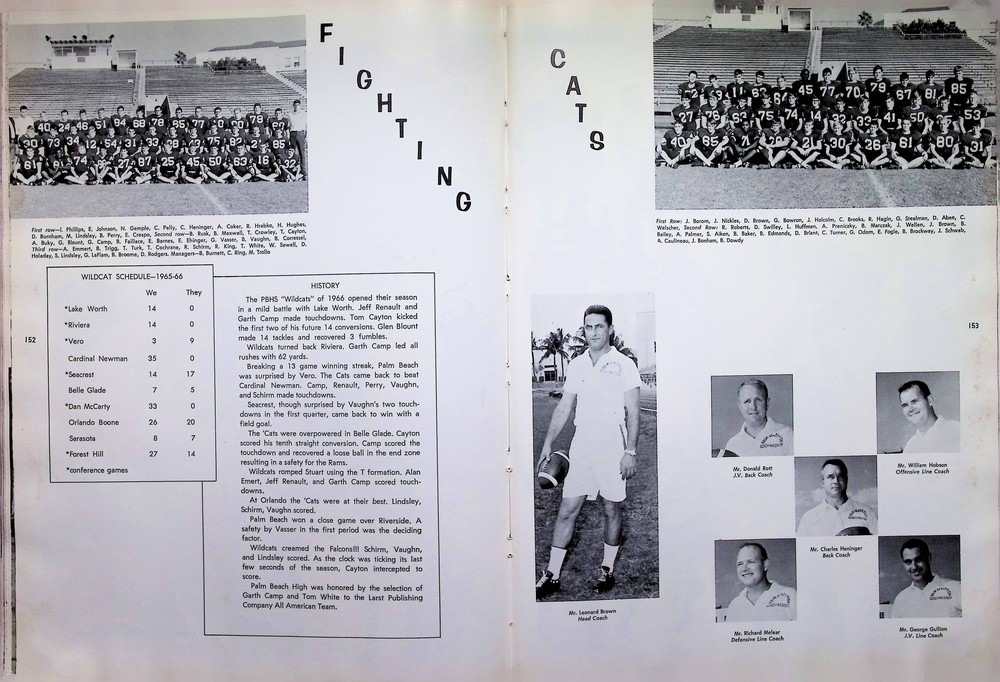 FIGHTING
CATS
First row—I. Phillips, E. Johnson, N. Gemple, C. Pelly, C. Heninger, A. Coker, R. Hrebko, H. Hughes,
D. Burnham, M. Lindsley, B. Perry, E. Crespo, Second row—B. Rusk, B. Maxwell, T. Crowley, T. Cayton,
A. Buky, G. Blount, G. Camp, B. Faillace, E. Barnes, E. Ehinger, G. Vasser, B. Vaughn, B. Corressel,
Third row—A. Emmert, B. Trigg, T. Turk, T. Cochrane, R. Schirm, R. King, T. White, W. Sewell, D.
Holaday, S. Lindsley, G. LaFlam, B. Broome, D. Rodgers. Managers—B. Burnett, C. Ring, M. Trollo
WILDCAT SCHEDULE—1965-66
We They
*Lake Worth 14 0
*Riviera 14 0
*Vero 3 9
Cardinal Newman 35 0
*Seacrest 14 17
Belle Glade 7 5
*Dan McCarty 33 0
Orlando Boone 26 20
Sarasota 8 7
*Forest Hill 27 14
*conference games
152
HISTORY
The PBHS "Wildcats" of 1966 opened their season
in a mild battle with Lake Worth. Jeff Renault and
Garth Camp made touchdowns. Tom Cayton kicked
the first two of his future 14 conversions. Glen Blount
made 14 tackles and recovered 3 fumbles.
Wildcats turned back Riviera. Garth Camp led all
rushes with 62 yards.
Breaking a 13 game winning streak, Palm Beach
was surprised by Vero. The Cats came back to beat
Cardinal Newman. Camp, Renault, Perry, Vaughn,
and Schirm made touchdowns.
Seacrest, though surprised by Vaughn's two touch-
downs in the first quarter, came back to win with a
field goal.
The 'Cats were overpowered in Belle Glade. Cayton
scored his tenth straight conversion. Camp scored the
touchdown and recovered a loose ball in the end zone
resulting in a safety for the Rams.
Wildcats romped Stuart using the T formation. Alan
Emert, Jeff Renault, and Garth Camp scored touch-
downs.
At Orlando the 'Cats were at their best. Lindsley,
Schirm, Vaughn scored.
Palm Beach won a close game over Riverside. A
safety by Vasser in the first period was the deciding
factor.
Wildcats creamed the Falcons!!! Schirm, Vaughn,
and Lindsley scored. As the clock was ticking its last
few seconds of the season, Cayton intercepted to
score.
Palm Beach High was honored by the selection of
Garth Camp and Tom White to the Larst Publishing
Company All American Team.
First Row: J. Borom, J. Nickles, D. Brown, G. Bowron, J. Holcolm, C. Brooks, R. Hagin, G. Steelman, D. Aben, C.
Welscher, Second Row: R. Roberts, D. Swilley, L. Huffman, A. Preniczky, B. Marczak, J. Wellen, J. Brown, B.
Bailey, A. Palmer, S. Aiken, B. Baker, B. Edmonds, D. Brient, C. Turner, G. Odom, E. Fogle, B. Brockway, J. Schwab,
A. Caulineau, J. Bonham, B. Dowdy
153
Mr. Leonard Brown
Head Coach
Mr. Donald Rott
J.V. Back Coach
Mr. William Hobson
Offensive Line Coach
Mr. Charles Heninger
Back Coach
Mr. Richard Melear
Defensive Line Coach
Mr. George Gullion
J.V. Line Coach